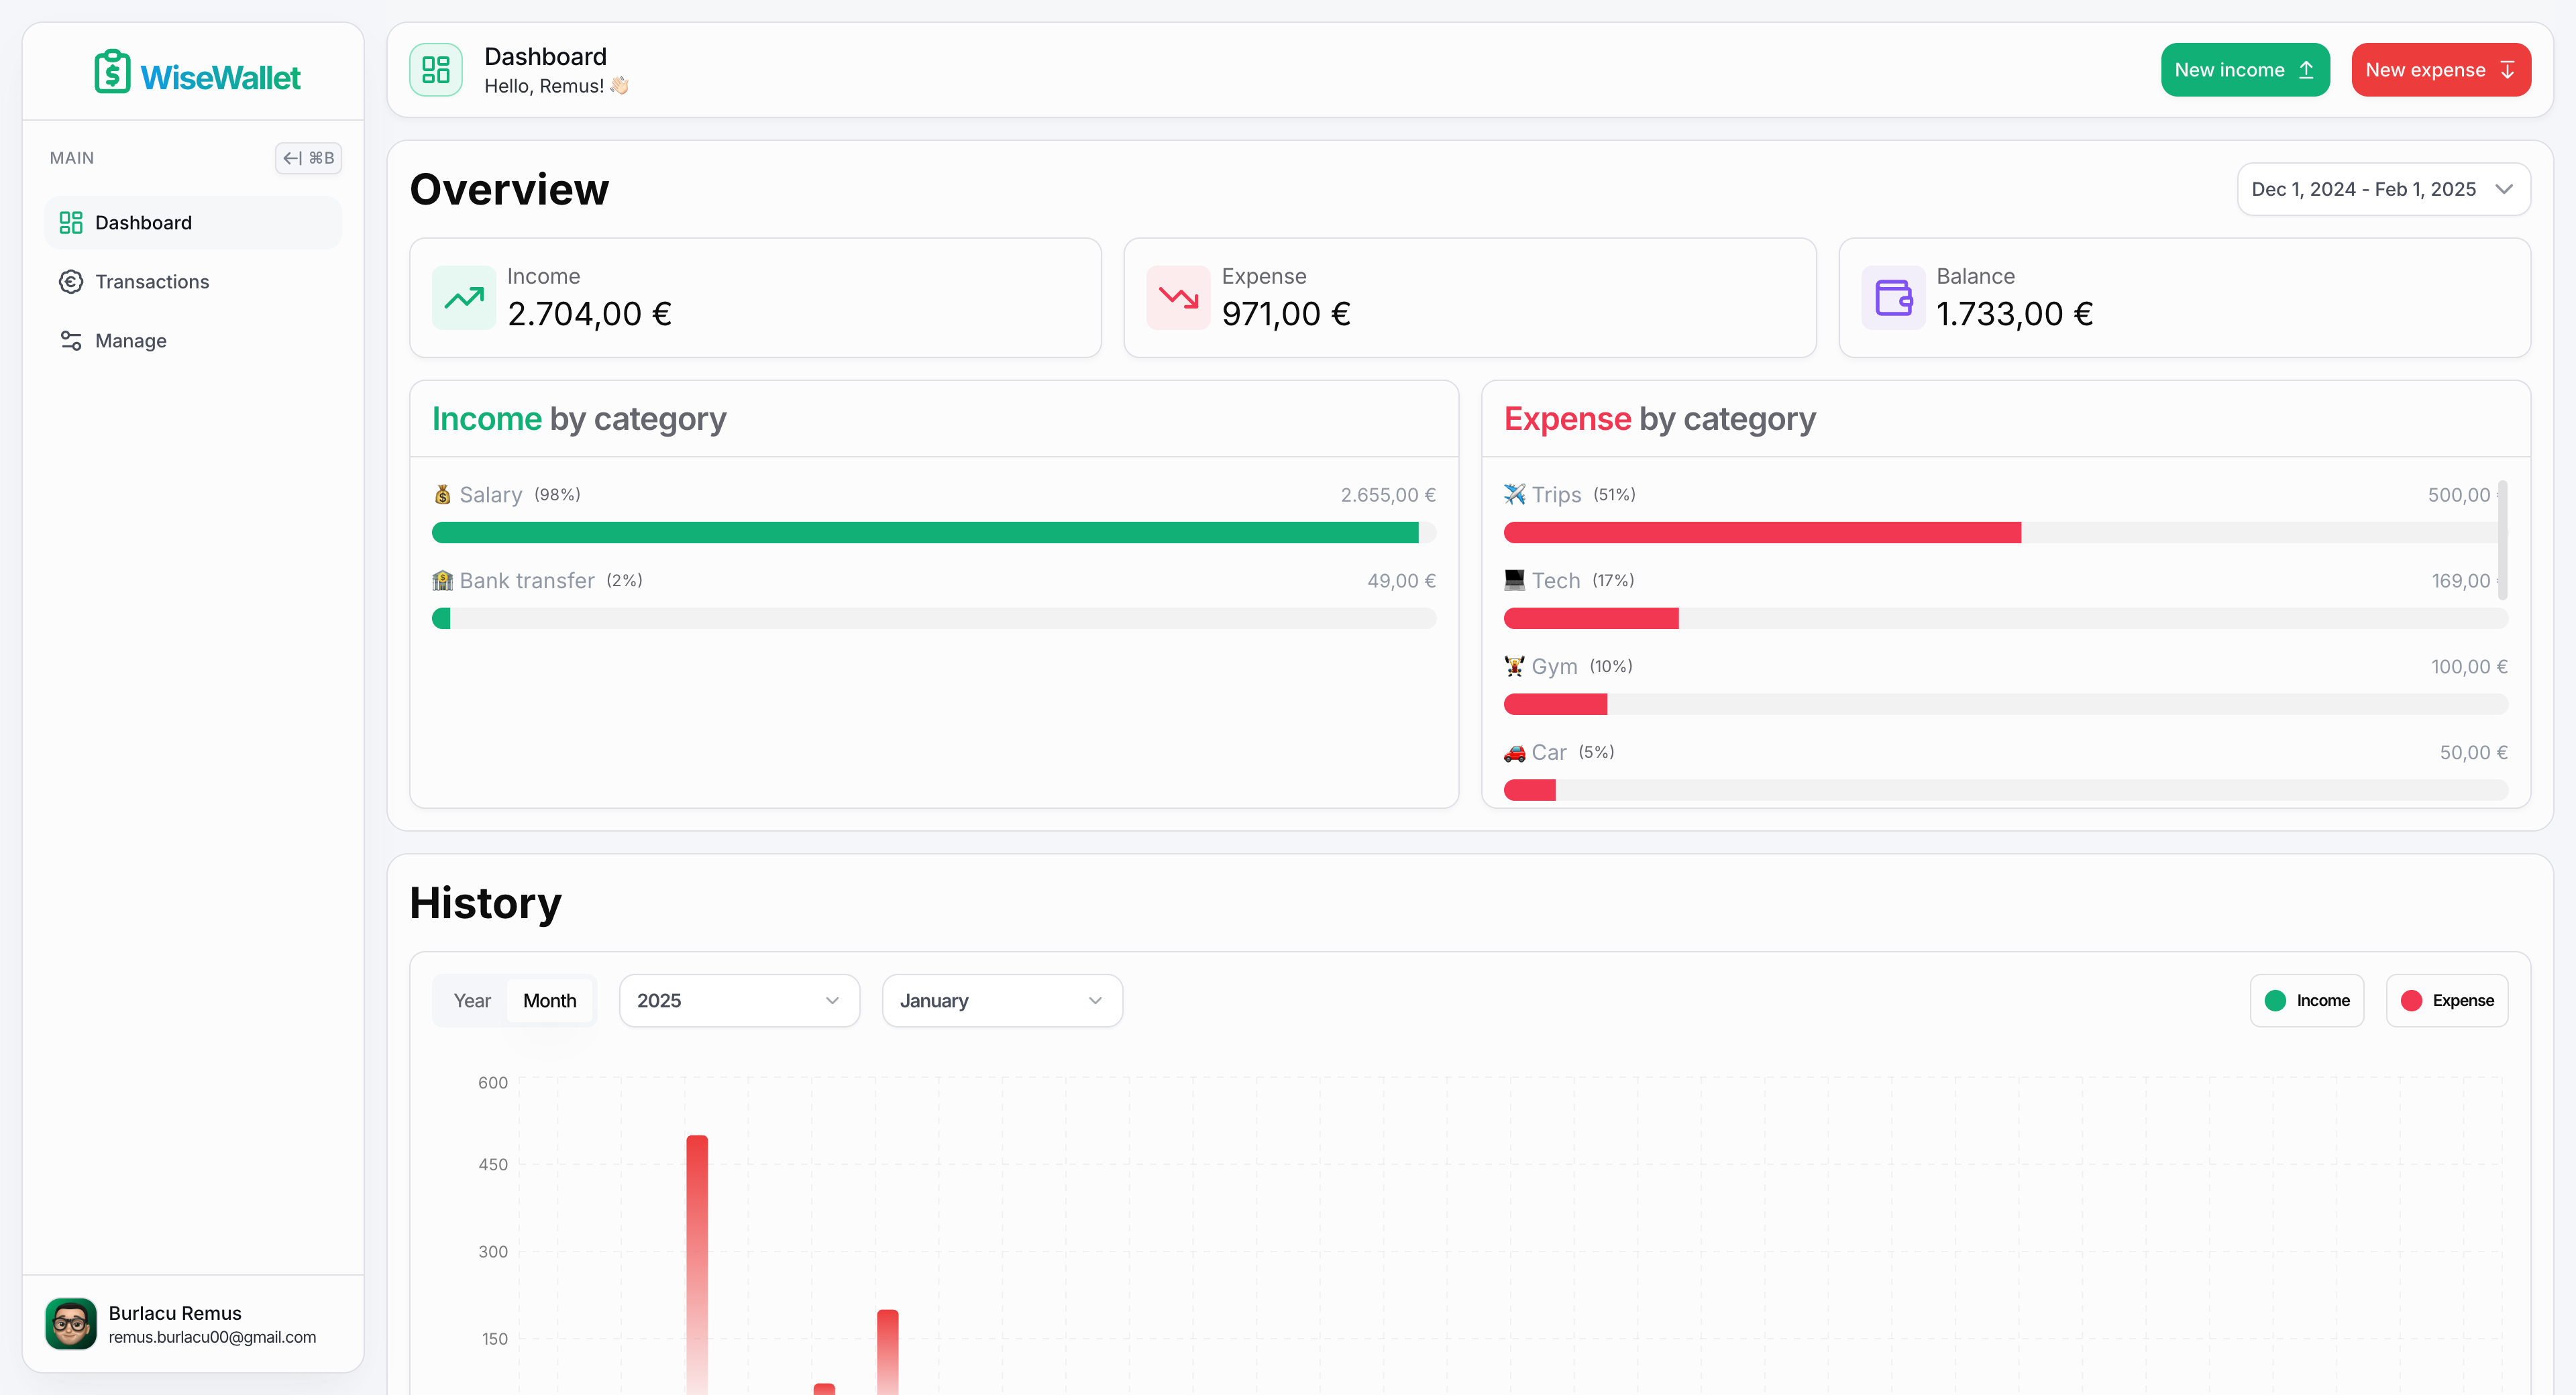 WiseWallet
MAIN
⌘B
Dashboard
Transactions
Manage
Burlacu Remus
remus.burlacu00@gmail.com
Dashboard
Hello, Remus! 👋🏻
New income
New expense
Overview
Dec 1, 2024 - Feb 1, 2025
Income
2.704,00 €
Expense
971,00 €
Balance
1.733,00 €
Income by category
💰 Salary (98%) 2.655,00 €
🏦 Bank transfer (2%) 49,00 €
Expense by category
✈️ Trips (51%) 500,00
💻 Tech (17%) 169,00
🏋 Gym (10%) 100,00 €
🚗 Car (5%) 50,00 €
History
Year Month 2025 January
Income Expense
600
450
300
150